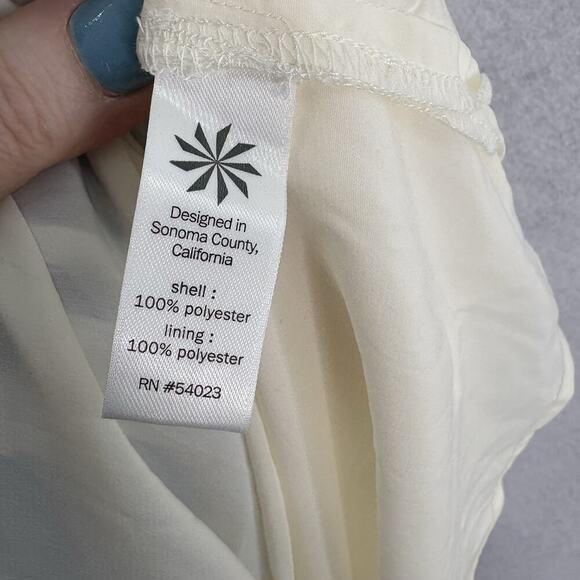 Designed in
Sonoma County,
California
shell :
100% polyester
lining :
100% polyester
RN #54023